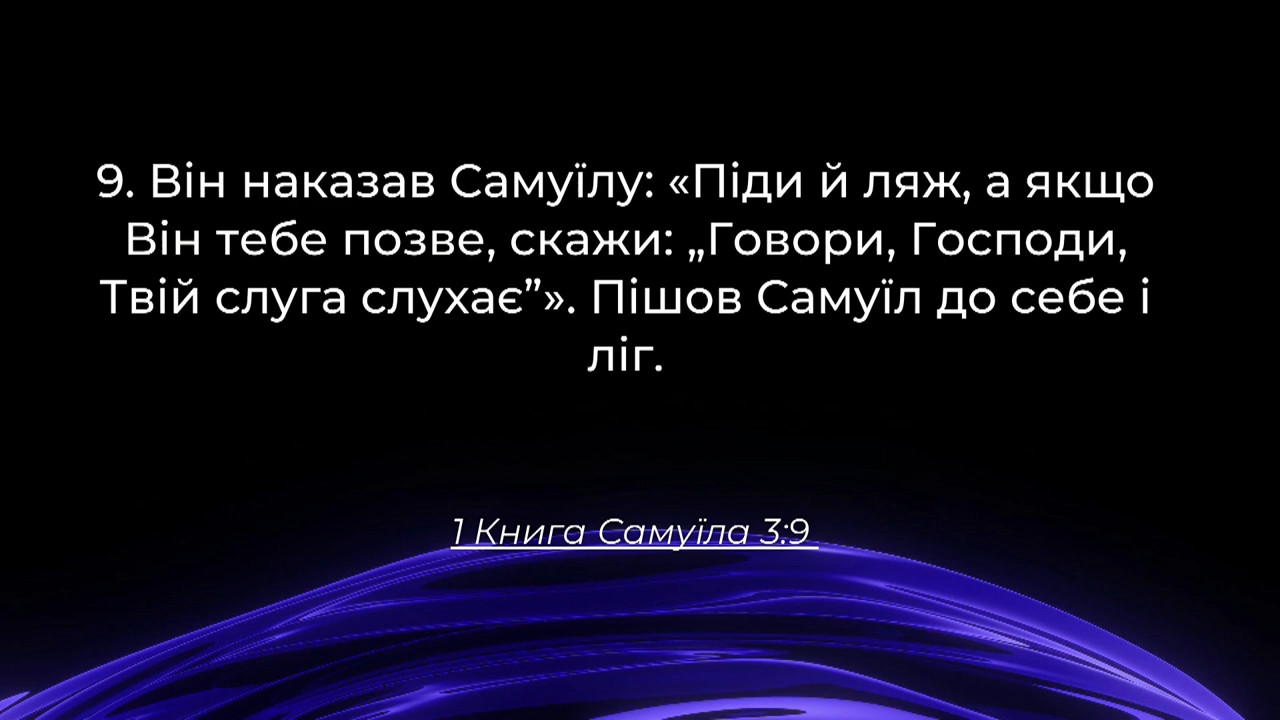 9. Він наказав Самуїлу: «Піди й ляж, а якщо
Він тебе позве, скажи: „Говори, Господи,
Твій слуга слухає”». Пішов Самуїл до себе і
ліг.
1 Книга Самуїла 3:9